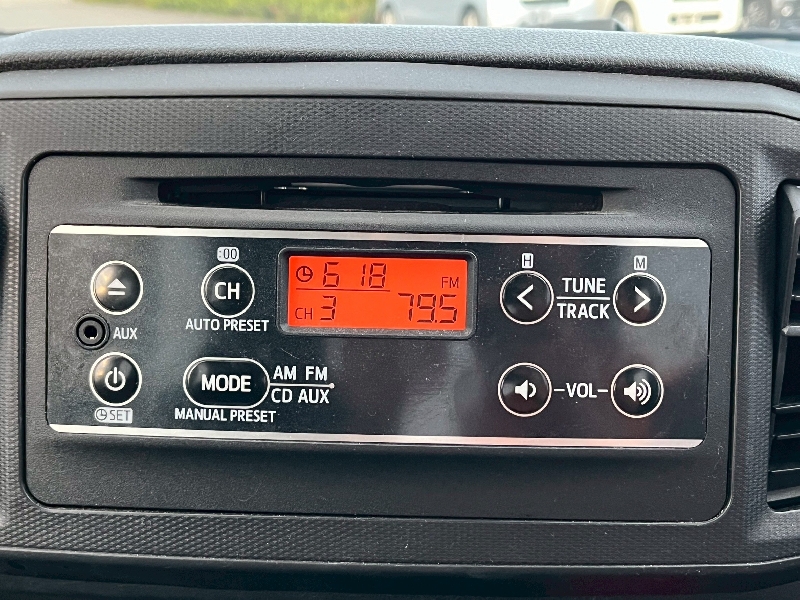 :00
CH
AUTO PRESET
AUX
SET
MODE
AM FM
CD AUX
MANUAL PRESET
6 18
FM
CH 3
79.5
H
M
TUNE
TRACK
-VOL-